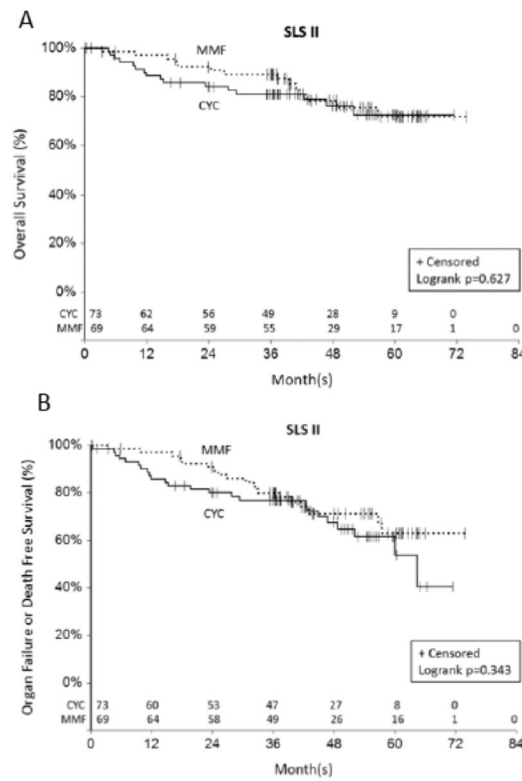 A
SLS II
Overall Survival (%)
100%
80%
60%
40%
20%
0%
MMF
CYC
+ Censored
Logrank p=0.627
CYC 73 62 56 49 28 9 0
MMF 69 64 59 55 29 17 1 0
0 12 24 36 48 60 72 84
Month(s)
B
SLS II
Organ Failure or Death Free Survival (%)
100%
80%
60%
40%
20%
0%
MMF
CYC
+ Censored
Logrank p=0.343
CYC 73 60 53 47 27 8 0
MMF 69 64 58 49 26 16 1 0
0 12 24 36 48 60 72 84
Month(s)